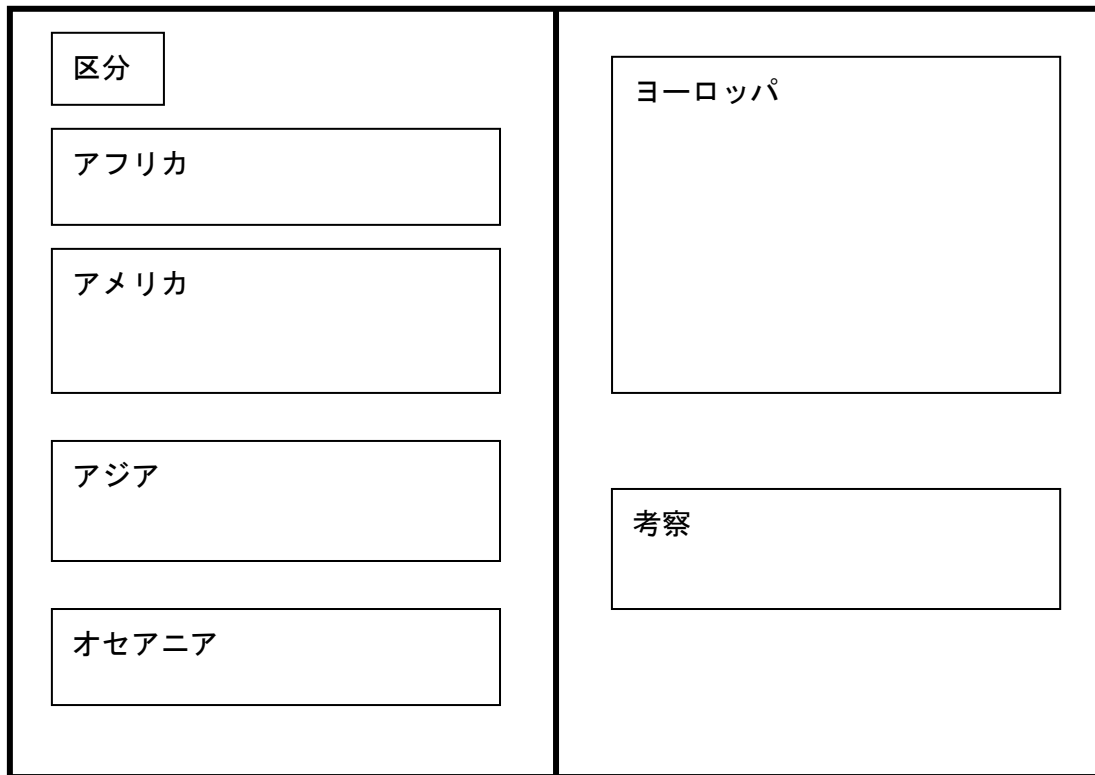 区分
アフリカ
アメリカ
アジア
オセアニア
ヨーロッパ
考察